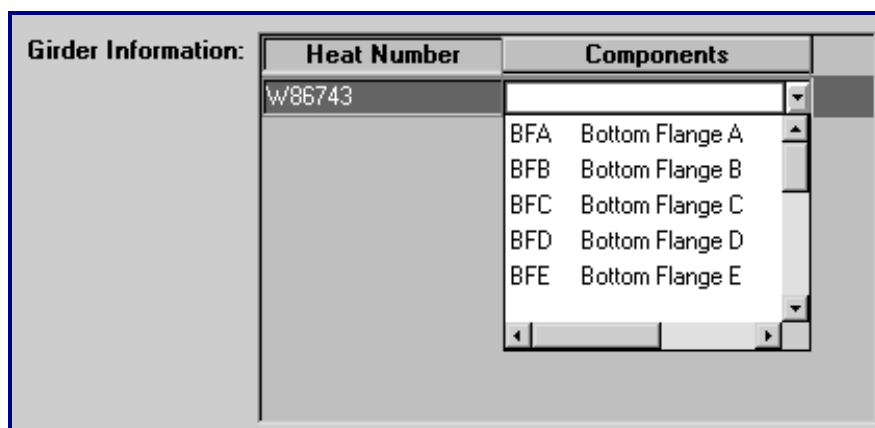 Girder Information: Heat Number Components
W86743
BFA Bottom Flange A
BFB Bottom Flange B
BFC Bottom Flange C
BFD Bottom Flange D
BFE Bottom Flange E